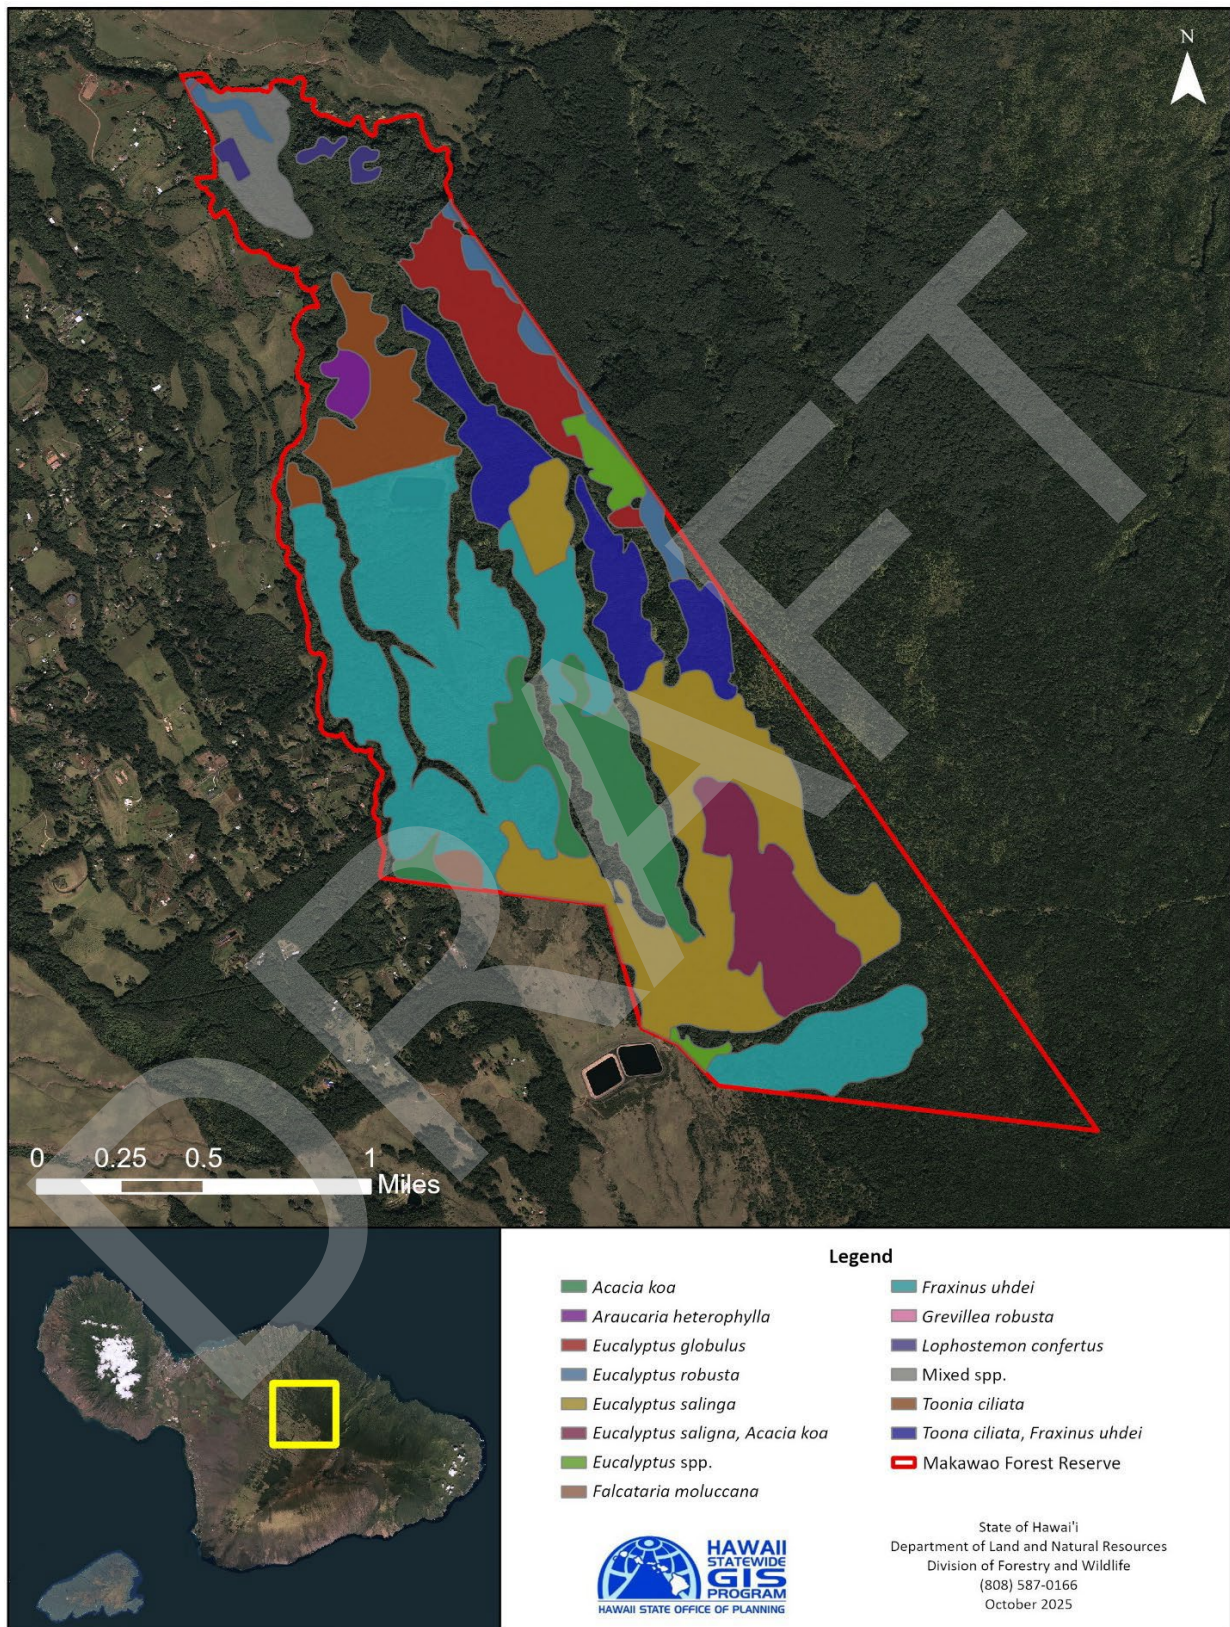 N
DRAFT
0 0.25 0.5 1
Miles
Legend
Acacia koa
Araucaria heterophylla
Eucalyptus globulus
Eucalyptus robusta
Eucalyptus salinga
Eucalyptus saligna, Acacia koa
Eucalyptus spp.
Falcataria moluccana
Fraxinus uhdei
Grevillea robusta
Lophostemon confertus
Mixed spp.
Toonia ciliata
Toona ciliata, Fraxinus uhdei
Makawao Forest Reserve
HAWAII
STATEWIDE
GIS
PROGRAM
HAWAII STATE OFFICE OF PLANNING
State of Hawai'i
Department of Land and Natural Resources
Division of Forestry and Wildlife
(808) 587-0166
October 2025